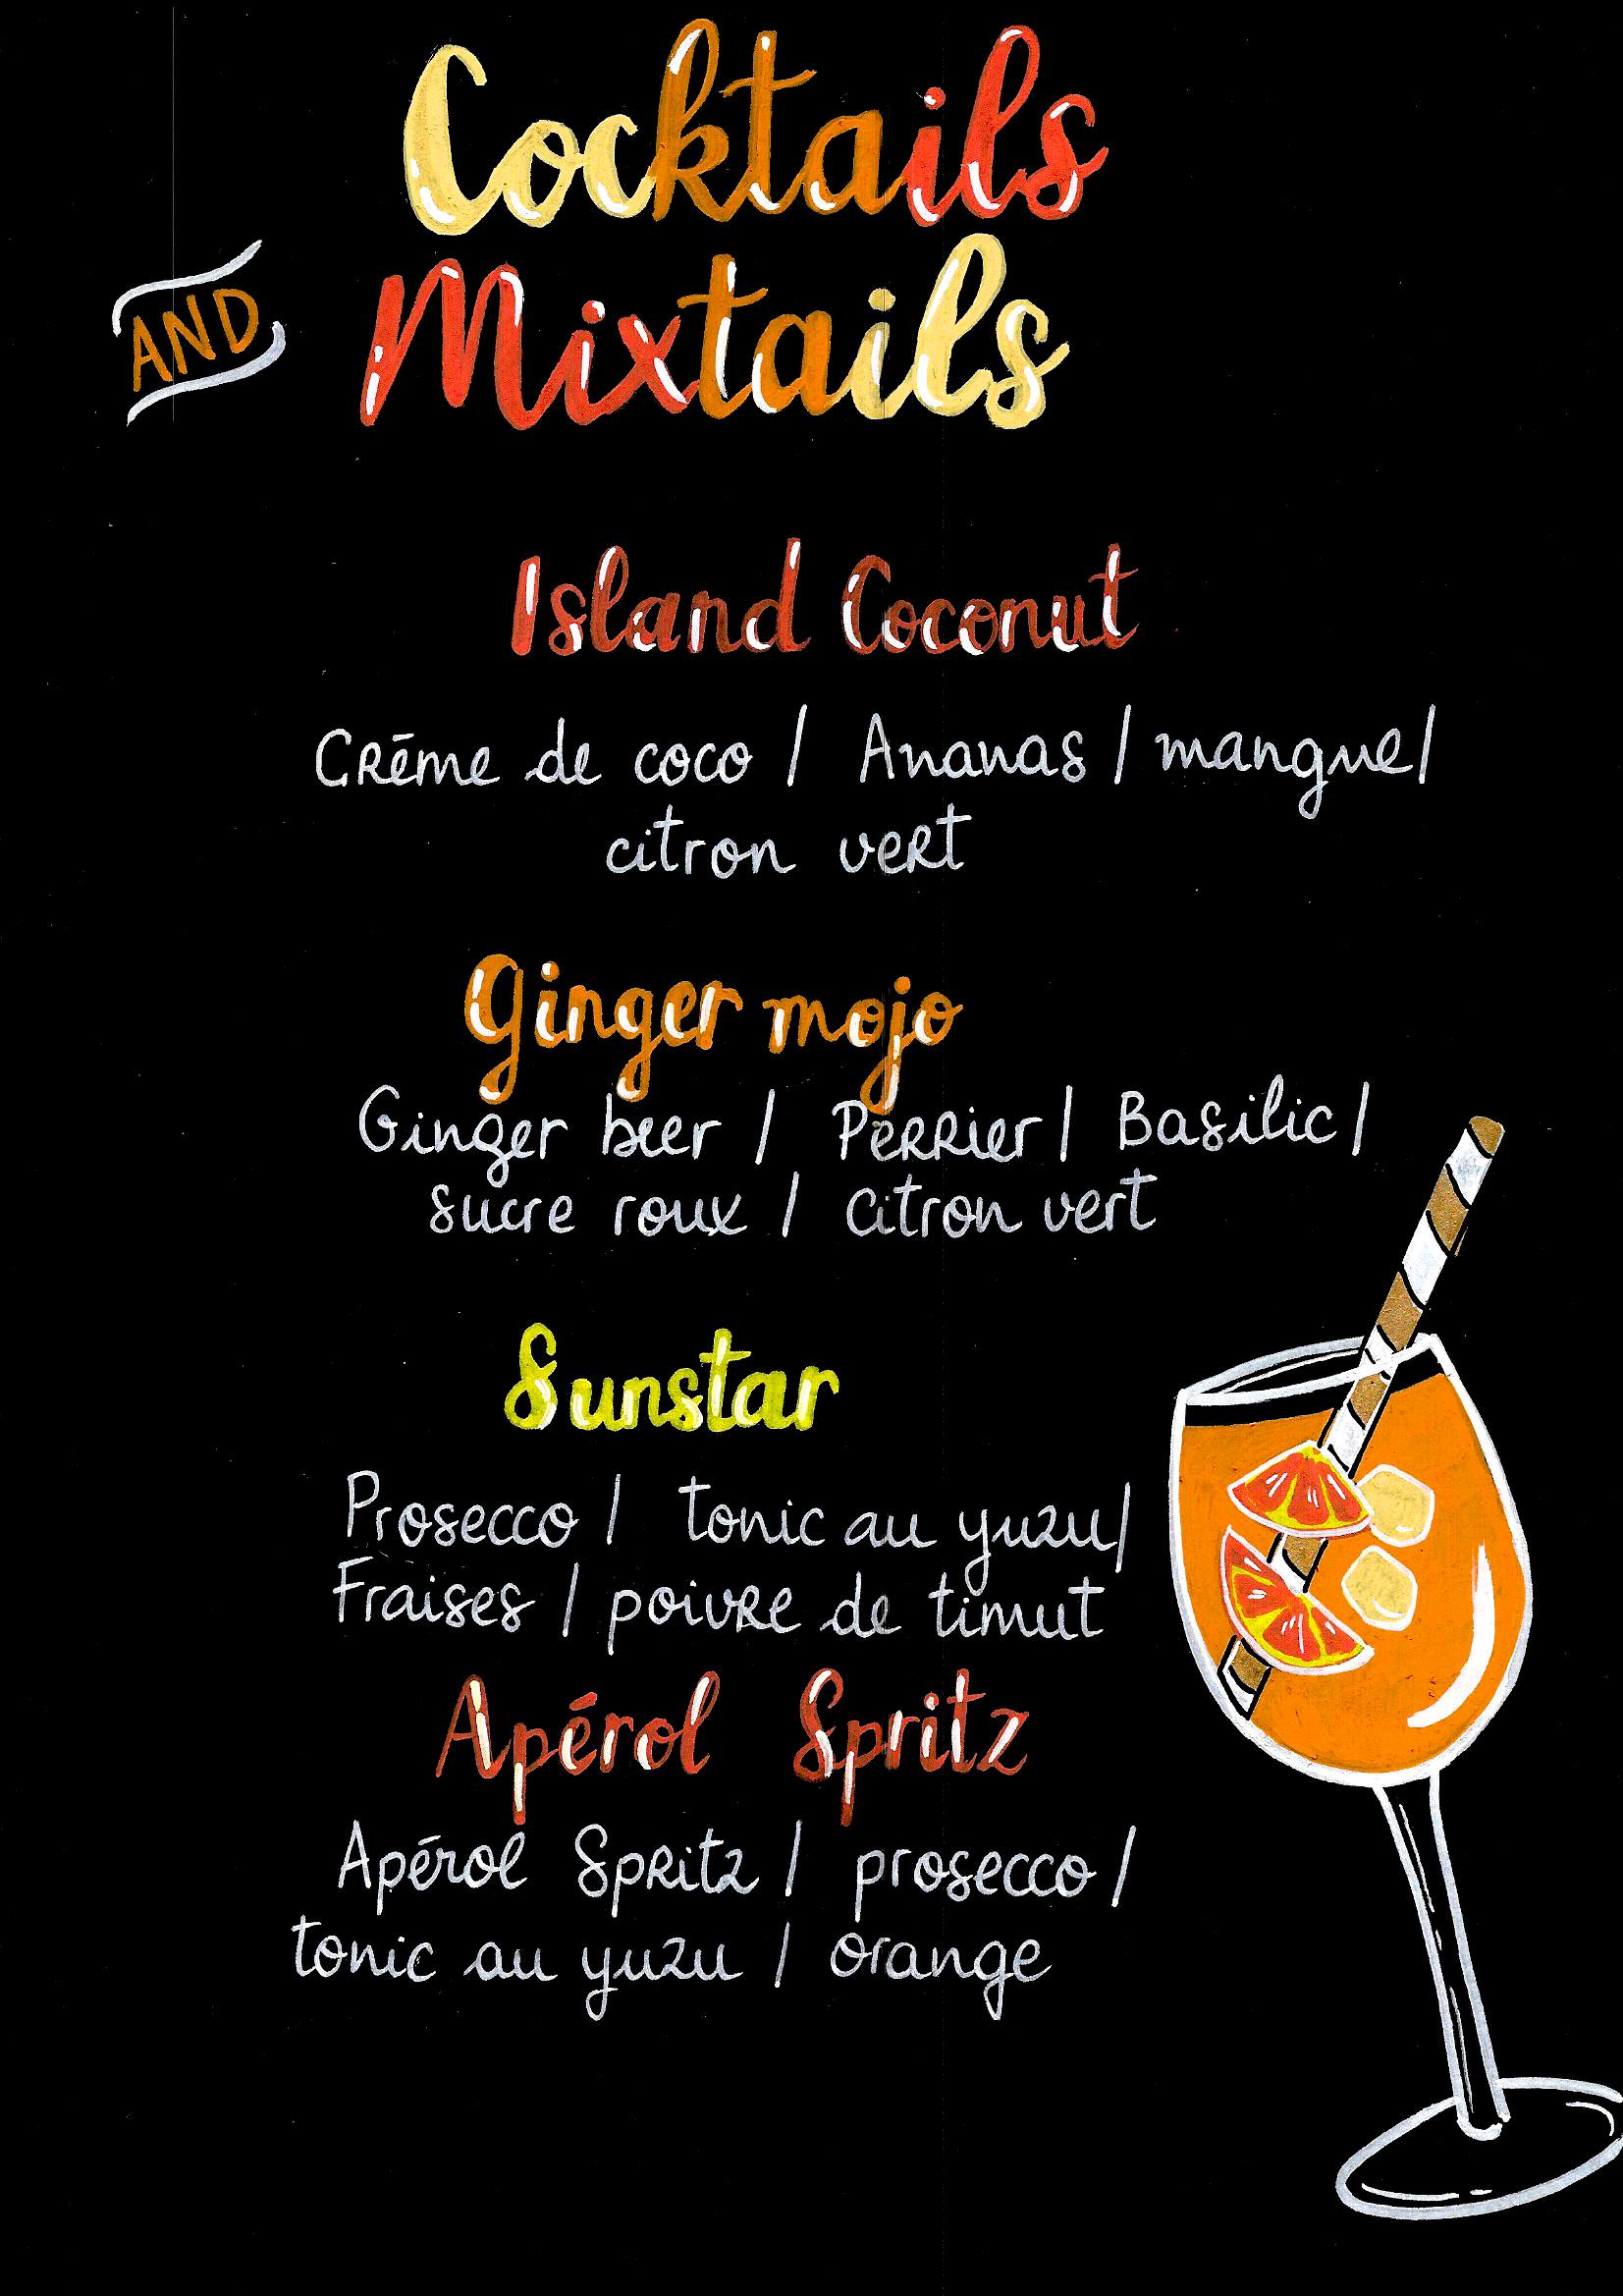 Cocktails
AND Mixtails
Island Coconut
Crēme de coco / Ananas / mangue/
citron vert
Ginger mojo
Ginger beer / Perrier / Basilic /
sucre roux / citron vert
Sunstar
Prosecco / tonic au yuzu/
Fraises / poivre de timut
Apérol Spritz
Apérol Spritz / prosecco /
tonic au yuzu / orange